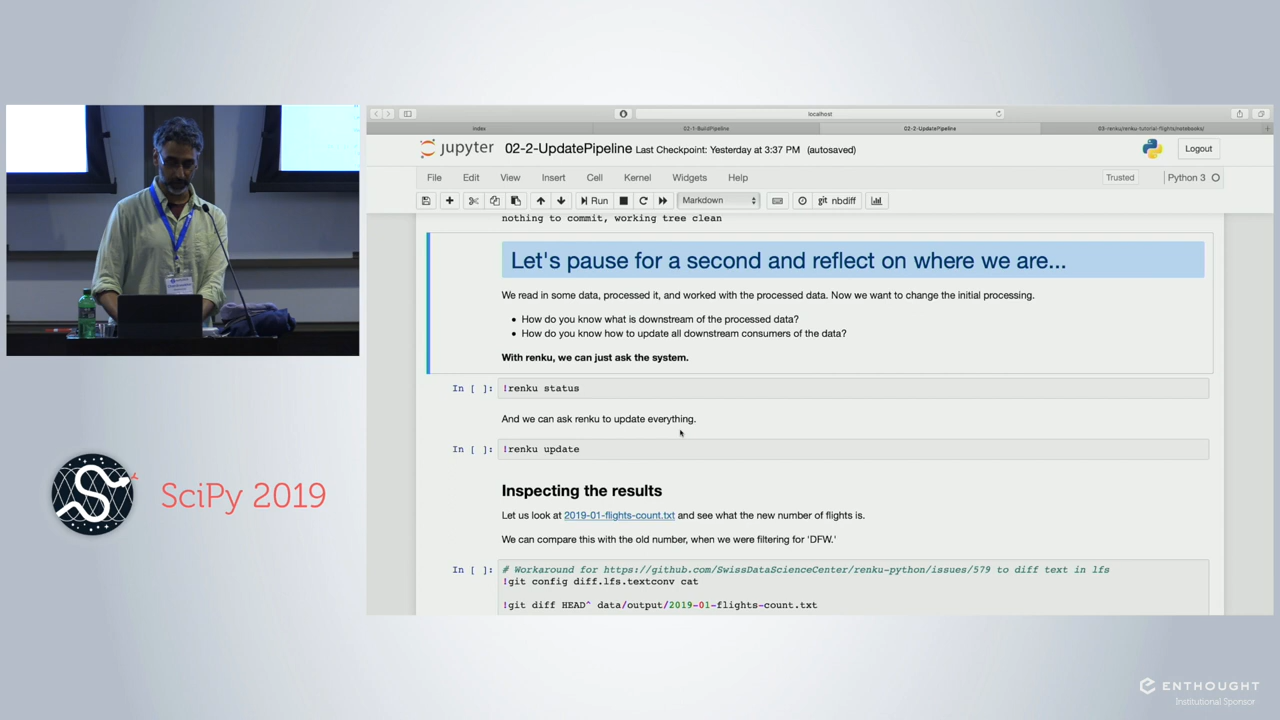 localhost
index
02-1-BuildPipeline
02-2-UpdatePipeline
03-renku/renku-tutorial-flights/notebooks/
jupyter 02-2-UpdatePipeline Last Checkpoint: Yesterday at 3:37 PM (autosaved)
Logout
File Edit View Insert Cell Kernel Widgets Help
Trusted
Python 3
Run
Markdown
git nbdiff
nothing to commit, working tree clean
Let's pause for a second and reflect on where we are...
We read in some data, processed it, and worked with the processed data. Now we want to change the initial processing.
• How do you know what is downstream of the processed data?
• How do you know how to update all downstream consumers of the data?
With renku, we can just ask the system.
In [ ]: !renku status
And we can ask renku to update everything.
In [ ]: !renku update
Inspecting the results
Let us look at 2019-01-flights-count.txt and see what the new number of flights is.
We can compare this with the old number, when we were filtering for 'DFW.'
In [ ]: # Workaround for https://github.com/SwissDataScienceCenter/renku-python/issues/579 to diff text in lfs
!git config diff.lfs.textconv cat
!git diff HEAD^ data/output/2019-01-flights-count.txt
SciPy 2019
ENTHOUGHT
Institutional Sponsor